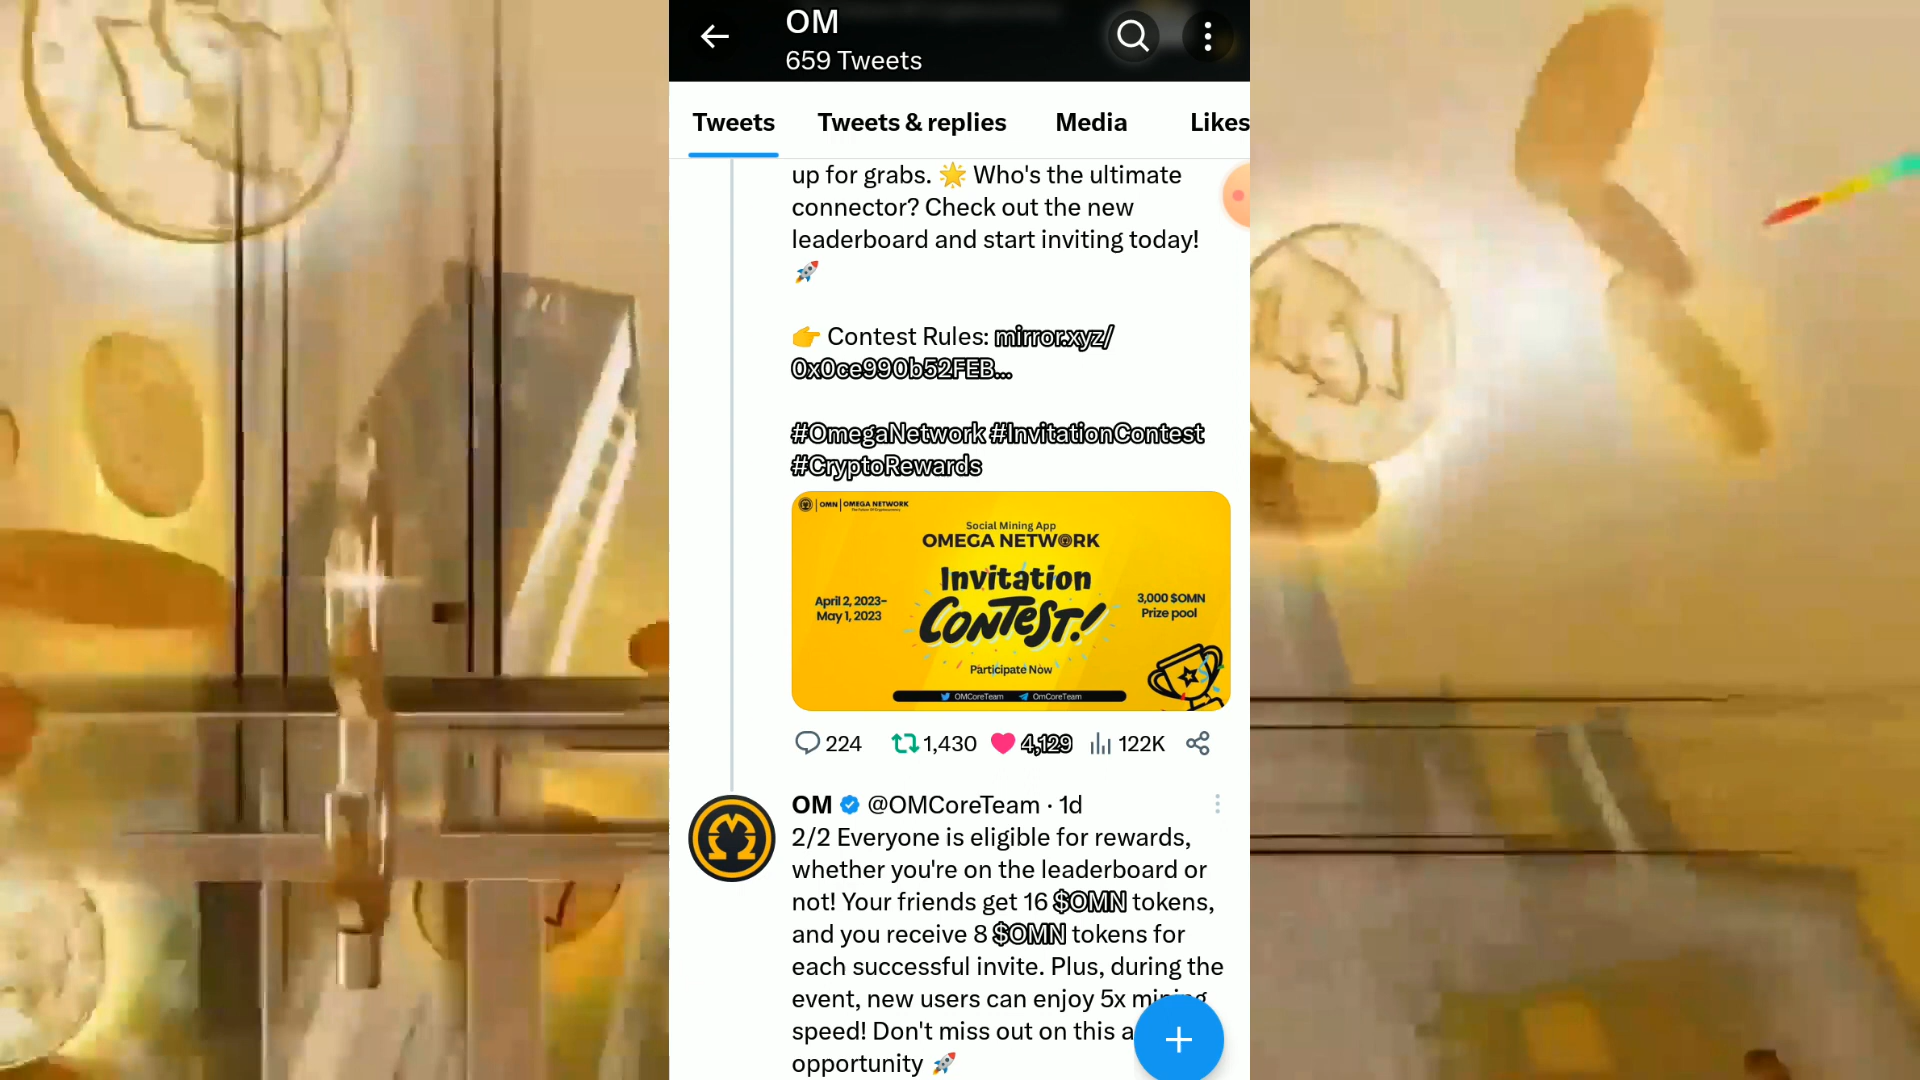 OM
659 Tweets
Tweets Tweets & replies Media Likes
up for grabs. 🌟 Who's the ultimate
connector? Check out the new
leaderboard and start inviting today!
🚀
👉 Contest Rules: mirror.xyz/
0x0ce990b52FEB...
#OmegaNetwork #InvitationContest
#CryptoRewards
OMN OMEGA NETWORK
Social Mining App
OMEGA NETWORK
Invitation
CONTEST!
April 2, 2023-
May 1, 2023
3,000 $OMN
Prize pool
Participate Now
OMCoreTeam OmCoreTeam
224 1,430 4,129 122K
OM @OMCoreTeam · 1d
2/2 Everyone is eligible for rewards,
whether you're on the leaderboard or
not! Your friends get 16 $OMN tokens,
and you receive 8 $OMN tokens for
each successful invite. Plus, during the
event, new users can enjoy 5x mining
speed! Don't miss out on this a
opportunity 🚀